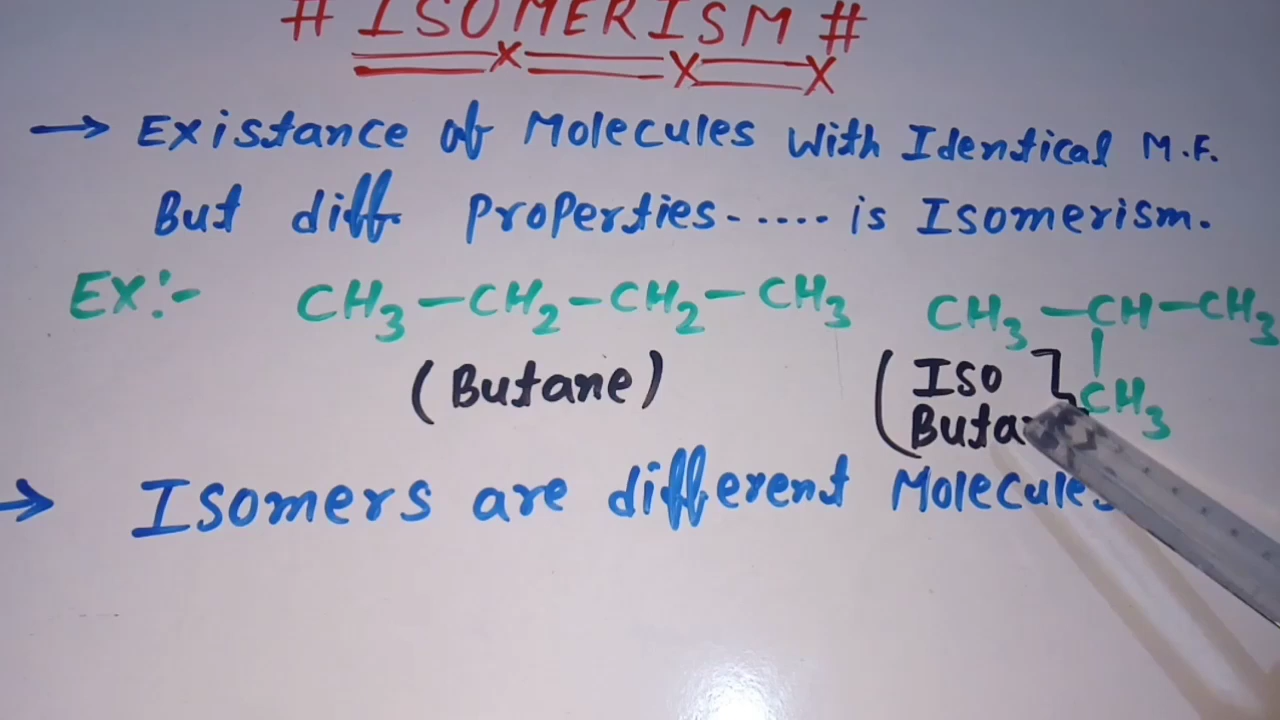 # ISOMERISM #
→ Existance of Molecules with Identical M.F.
But diff. Properties----- is Isomerism.
EX:- CH3-CH2-CH2-CH3 CH3-CH-CH3
|
CH3
(Butane) (Iso
→ Isomers are different Molecules